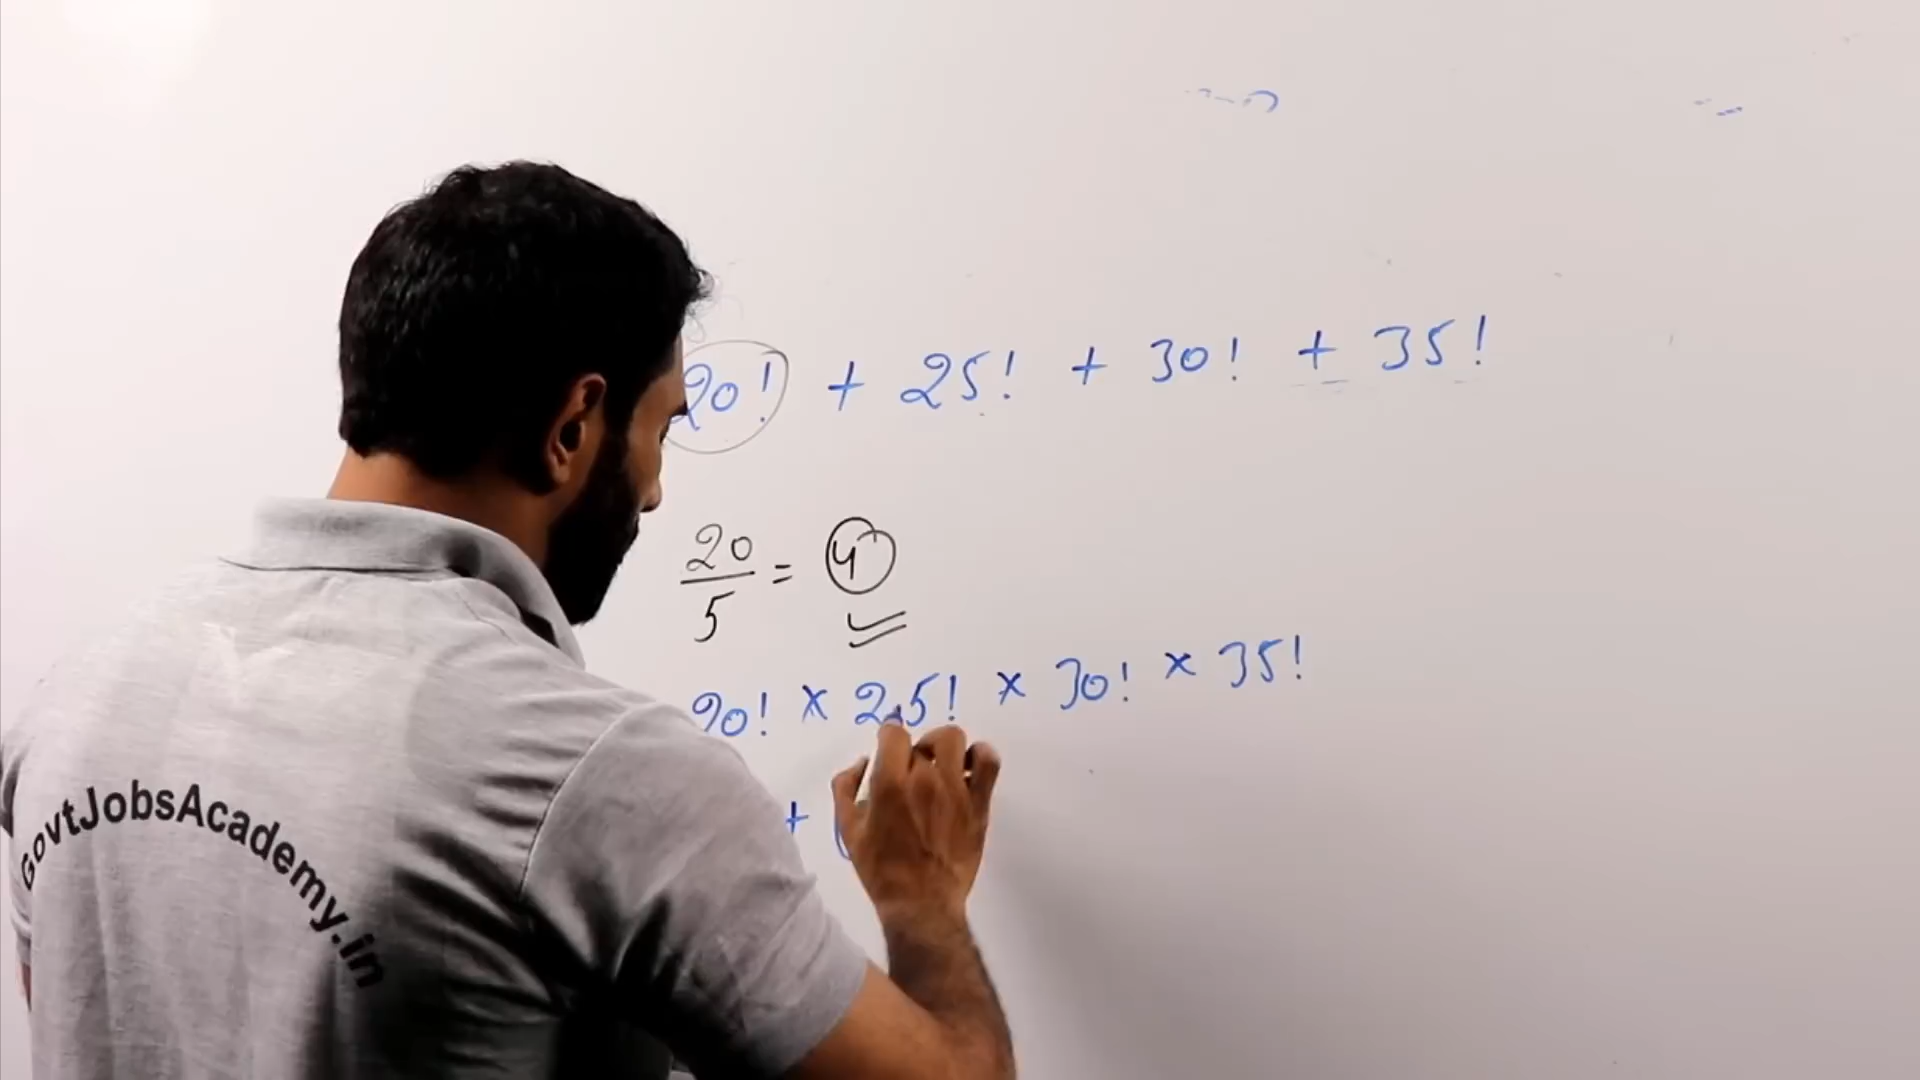 20! + 25! + 30! + 35!
20/5 = 4
20! × 25! × 30! × 35!
+ (
GovtJobsAcademy.in